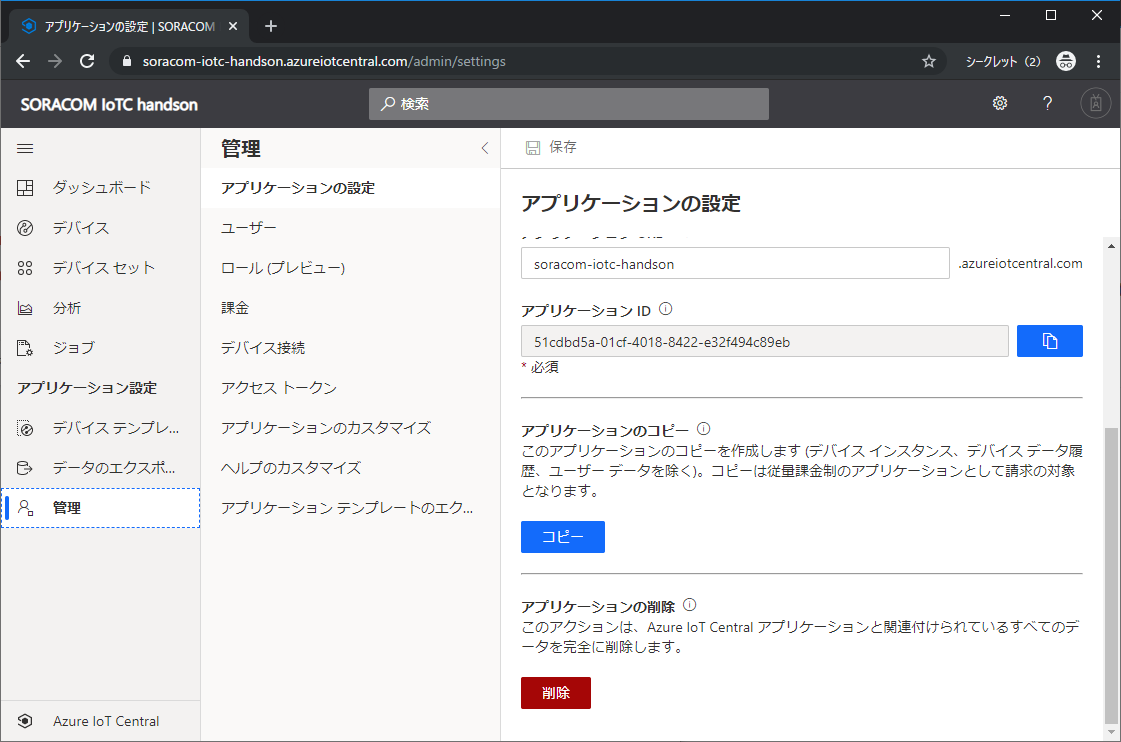 アプリケーションの設定 | SORACOM
soracom-iotc-handson.azureiotcentral.com/admin/settings
シークレット (2)
SORACOM IoTC handson
検索
?
ダッシュボード
デバイス
デバイス セット
分析
ジョブ
アプリケーション設定
デバイス テンプレ...
データのエクスポ...
管理
Azure IoT Central
管理
アプリケーションの設定
ユーザー
ロール (プレビュー)
課金
デバイス接続
アクセス トークン
アプリケーションのカスタマイズ
ヘルプのカスタマイズ
アプリケーション テンプレートのエク...
保存
アプリケーションの設定
soracom-iotc-handson
.azureiotcentral.com
アプリケーション ID
51cdbd5a-01cf-4018-8422-e32f494c89eb
* 必須
アプリケーションのコピー
このアプリケーションのコピーを作成します (デバイス インスタンス、デバイス データ履
歴、ユーザー データを除く)。コピーは従量課金制のアプリケーションとして請求の対象
となります。
コピー
アプリケーションの削除
このアクションは、Azure IoT Central アプリケーションと関連付けられているすべてのデ
ータを完全に削除します。
削除